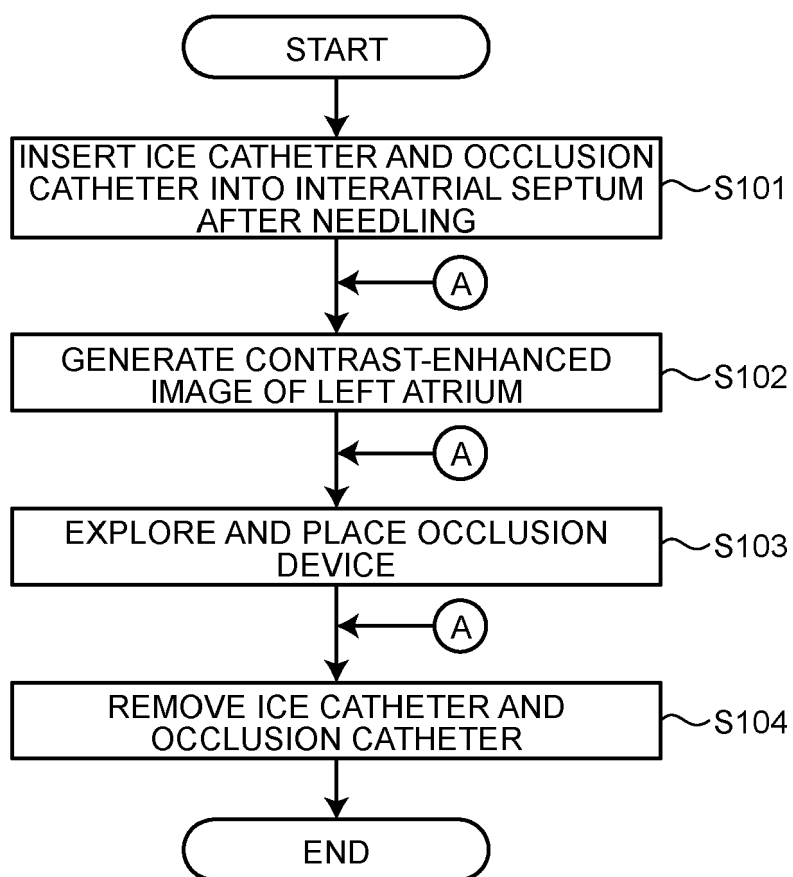 START
INSERT ICE CATHETER AND OCCLUSION
CATHETER INTO INTERATRIAL SEPTUM
AFTER NEEDLING
S101
A
GENERATE CONTRAST-ENHANCED
IMAGE OF LEFT ATRIUM
S102
A
EXPLORE AND PLACE OCCLUSION
DEVICE
S103
A
REMOVE ICE CATHETER AND
OCCLUSION CATHETER
S104
END